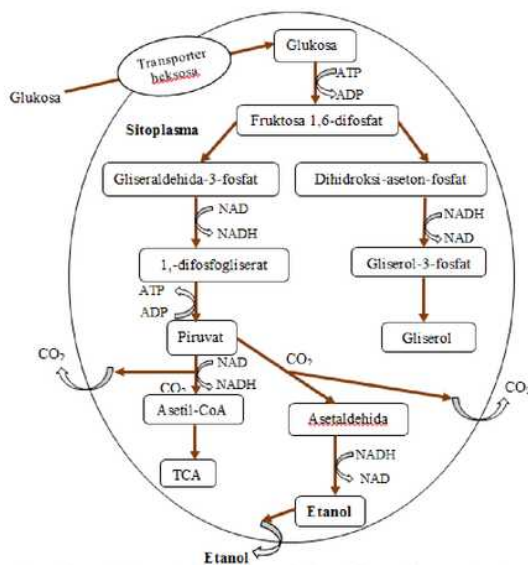 Glukosa
Transporter
heksosa
Glukosa
ATP
ADP
Sitoplasma
Fruktosa 1,6-difosfat
Gliseraldehida-3-fosfat
Dihidroksi-aseton-fosfat
NAD
NADH
NADH
NAD
1,-difosfogliserat
Gliserol-3-fosfat
ATP
ADP
Piruvat
Gliserol
CO2
NAD
NADH
CO2
CO2
CO2
Asetil-CoA
Asetaldehida
TCA
NADH
NAD
Etanol
Etanol